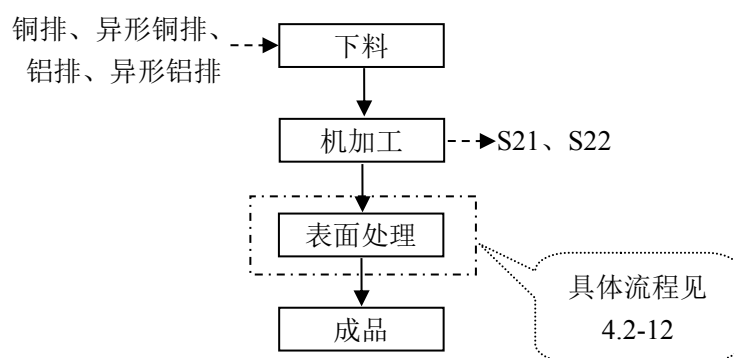 铜排、异形铜排、
铝排、异形铝排
下料
机加工
S21、S22
表面处理
具体流程见
4.2-12
成品